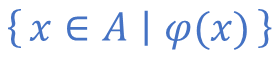 { x ∈ A | φ(x) }